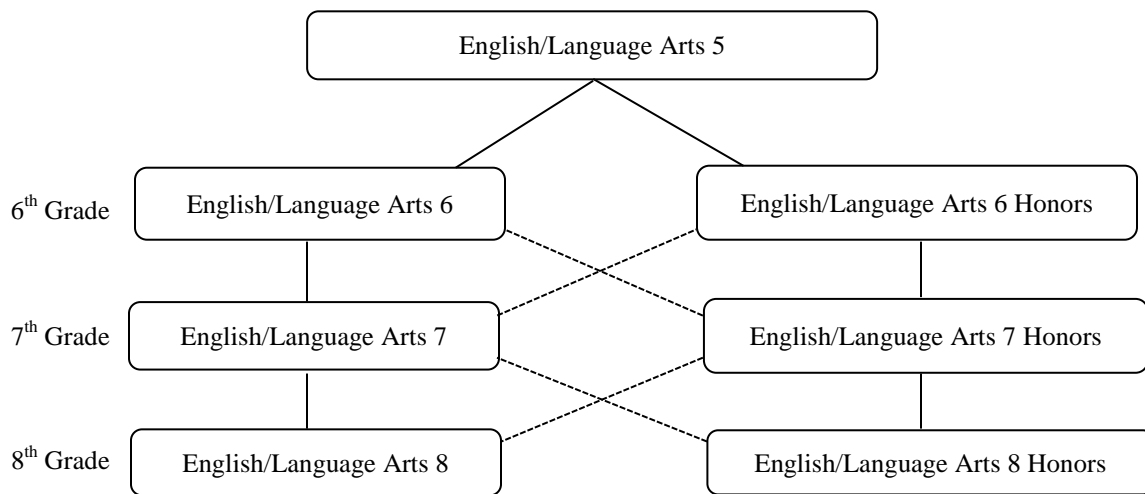 English/Language Arts 5
6th Grade
English/Language Arts 6
English/Language Arts 6 Honors
7th Grade
English/Language Arts 7
English/Language Arts 7 Honors
8th Grade
English/Language Arts 8
English/Language Arts 8 Honors